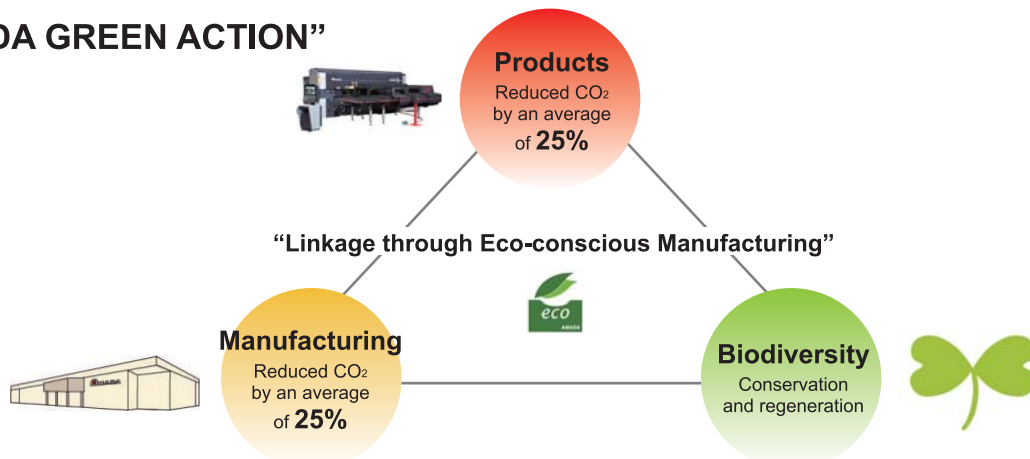 DA GREEN ACTION”
Products
Reduced CO₂
by an average
of 25%
“Linkage through Eco-conscious Manufacturing”
eco
AMADA
Manufacturing
Reduced CO₂
by an average
of 25%
Biodiversity
Conservation
and regeneration